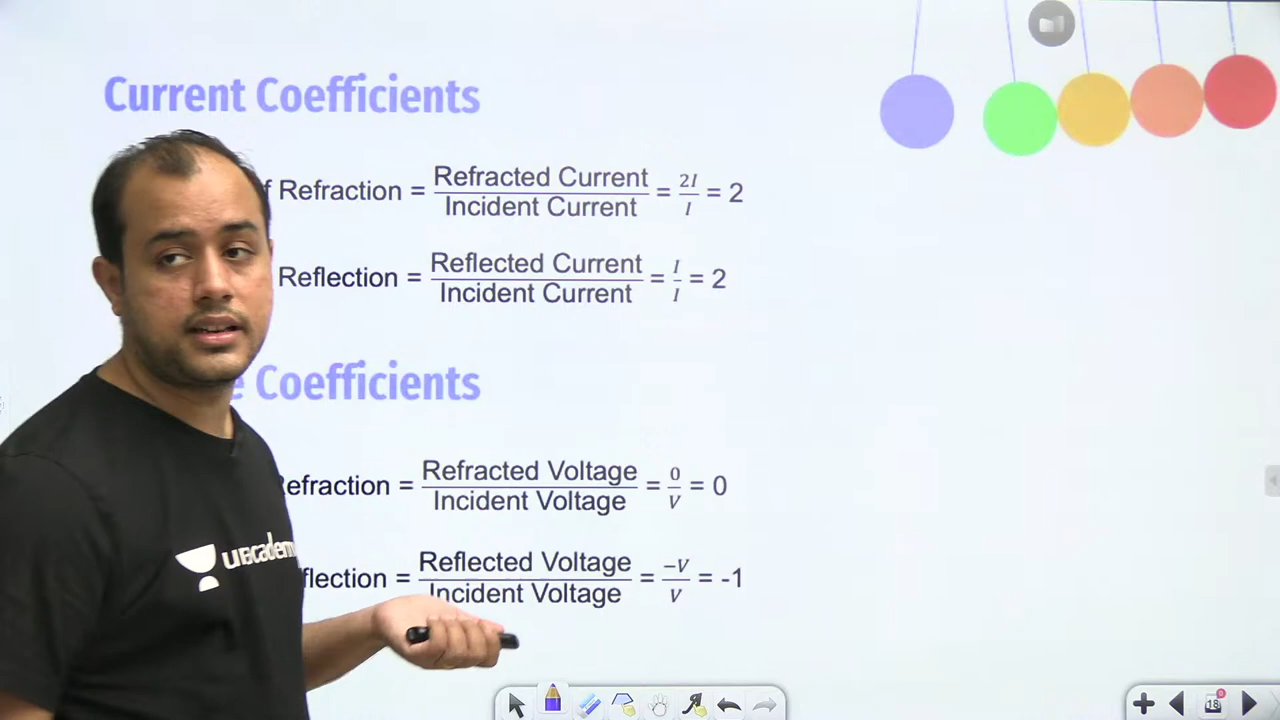 Current Coefficients
f Refraction = Refracted Current / Incident Current = 2I / I = 2
Reflection = Reflected Current / Incident Current = I / I = 2
e Coefficients
Refraction = Refracted Voltage / Incident Voltage = 0 / V = 0
flection = Reflected Voltage / Incident Voltage = −V / V = -1
unacadem
18